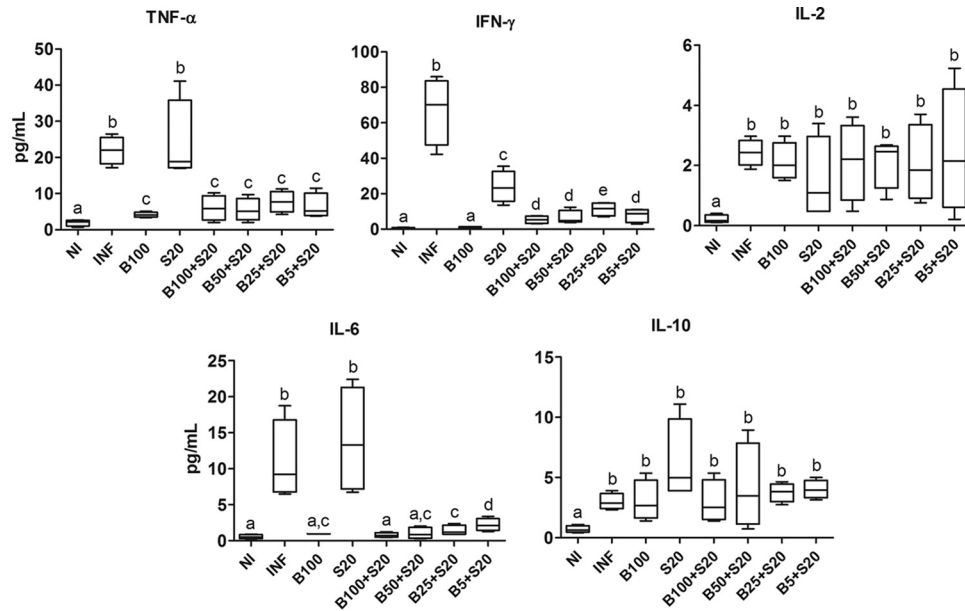 TNF-α
pg/mL
50
40
30
20
10
0
a
b
c
b
c
c
c
c
NI
INF
B100
S20
B100+S20
B50+S20
B25+S20
B5+S20
IFN-γ
100
80
60
40
20
0
a
b
a
c
d
d
e
d
NI
INF
B100
S20
B100+S20
B50+S20
B25+S20
B5+S20
IL-2
6
4
2
0
a
b
b
b
b
b
b
b
NI
INF
B100
S20
B100+S20
B50+S20
B25+S20
B5+S20
IL-6
pg/mL
25
20
15
10
5
0
a
b
a,c
b
a
a,c
c
d
NI
INF
B100
S20
B100+S20
B50+S20
B25+S20
B5+S20
IL-10
15
10
5
0
a
b
b
b
b
b
b
b
NI
INF
B100
S20
B100+S20
B50+S20
B25+S20
B5+S20